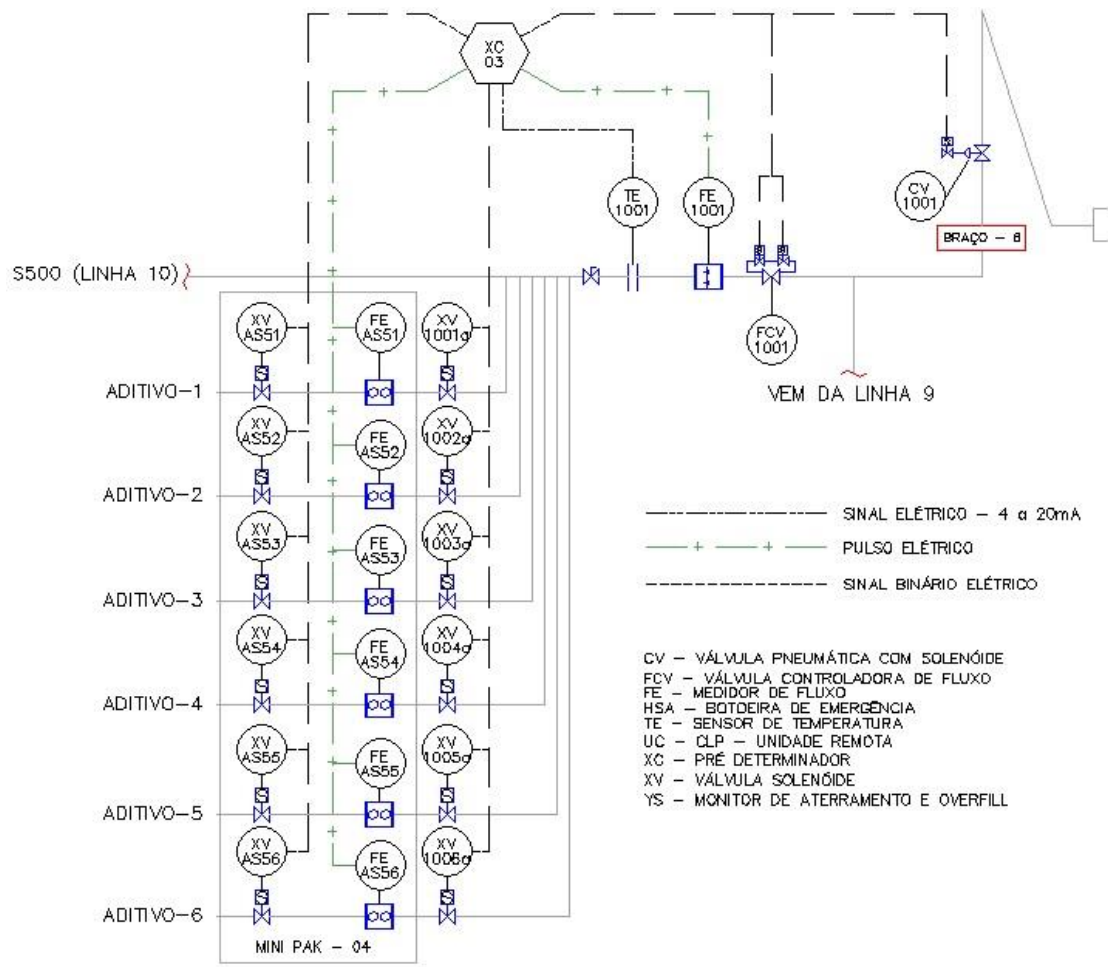 XC
03
TE
1001
FE
1001
CV
1001
BRAÇO - 6
S500 (LINHA 10)
FCV
1001
VEM DA LINHA 9
XV
AS51
FE
AS51
XV
1001a
ADITIVO-1
XV
AS52
FE
AS52
XV
1002a
ADITIVO-2
XV
AS53
FE
AS53
XV
1003a
ADITIVO-3
XV
AS54
FE
AS54
XV
1004a
ADITIVO-4
XV
AS55
FE
AS55
XV
1005a
ADITIVO-5
XV
AS56
FE
AS56
XV
1006a
ADITIVO-6
MINI PAK - 04
SINAL ELÉTRICO - 4 a 20mA
PULSO ELÉTRICO
SINAL BINÁRIO ELÉTRICO
CV - VÁLVULA PNEUMÁTICA COM SOLENÓIDE
FCV - VÁLVULA CONTROLADORA DE FLUXO
FE - MEDIDOR DE FLUXO
HSA - BOTOEIRA DE EMERGÊNCIA
TE - SENSOR DE TEMPERATURA
UC - CLP - UNIDADE REMOTA
XC - PRÉ DETERMINADOR
XV - VÁLVULA SOLENÓIDE
YS - MONITOR DE ATERRAMENTO E OVERFILL